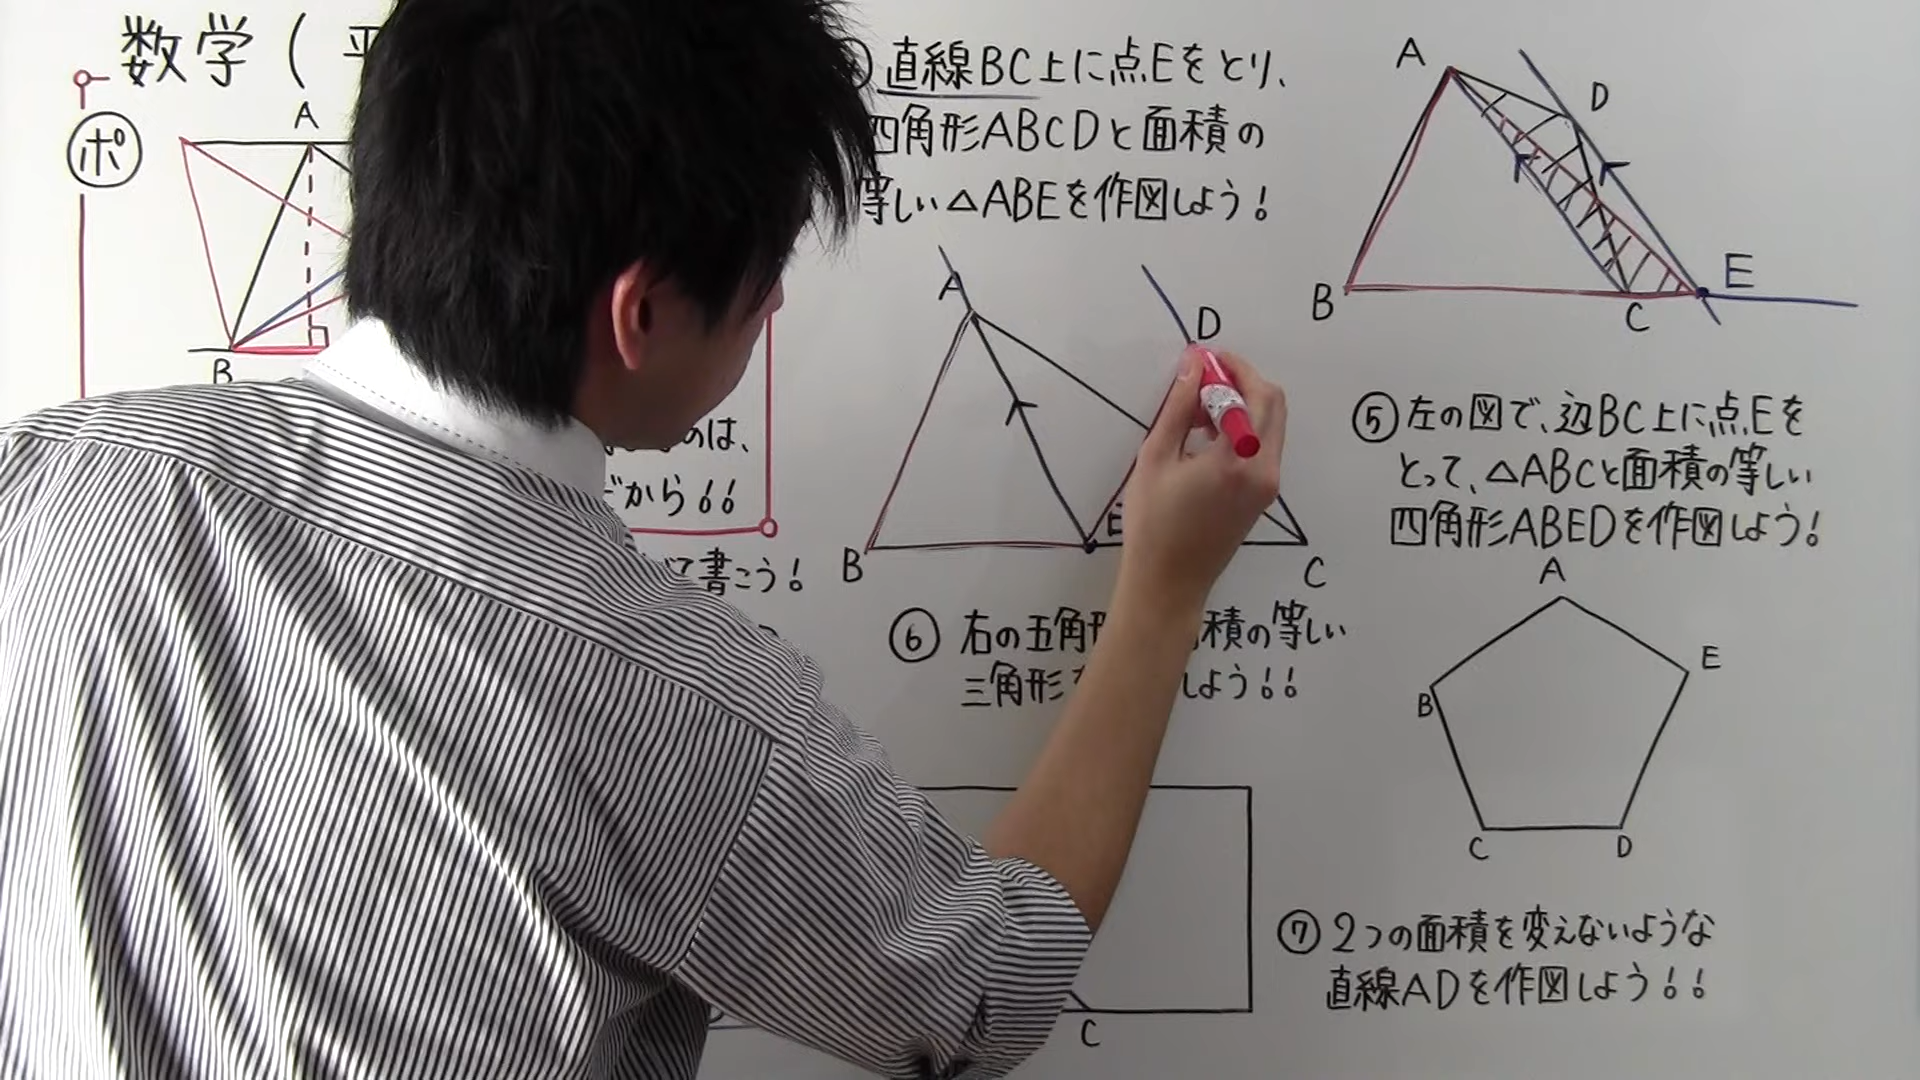 数学(
ポ
A
B
のは、
だから!!
べて書こう!
直線BC上に点Eをとり、
四角形ABCDと面積の
等しい△ABEを作図しよう!
A
D
B
C
E
A
D
B
E
C
⑤左の図で、辺BC上に点Eを
とって、△ABCと面積の等しい
四角形ABEDを作図しよう!
⑥ 右の五角形 積の等しい
三角形 しよう!!
A
B
E
C
D
C
⑦2つの面積を変えないような
直線ADを作図しよう!!